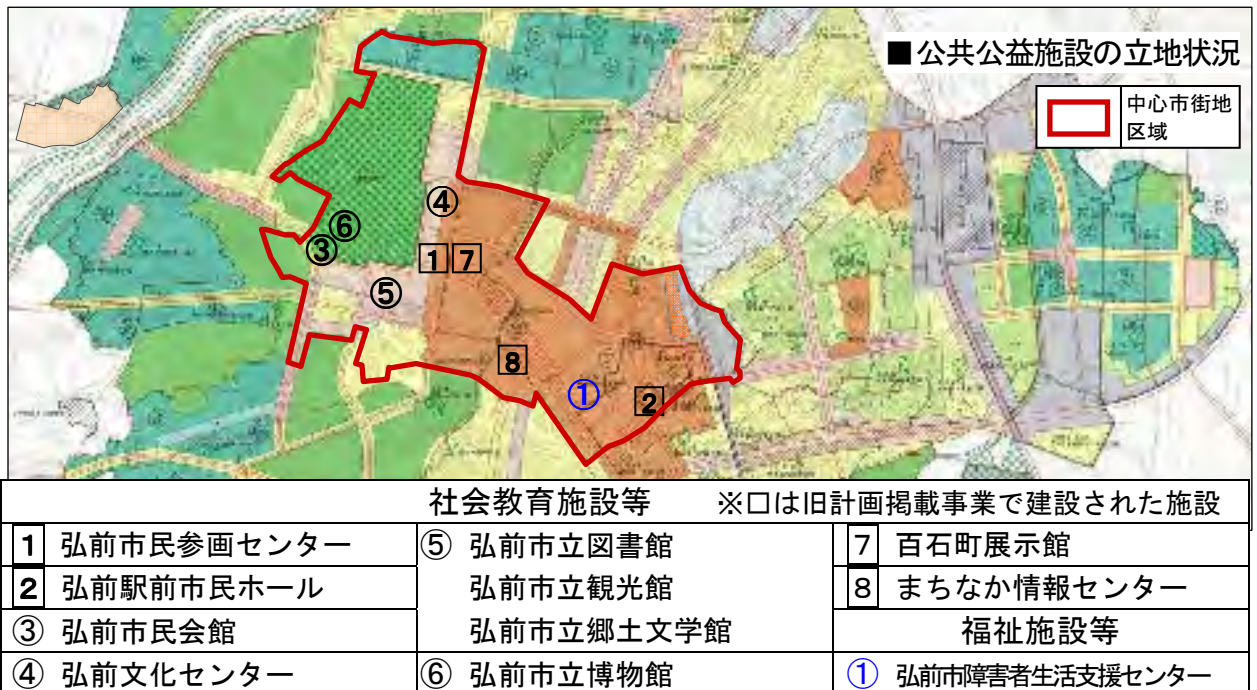 ■公共公益施設の立地状況
中心市街地
区域
④
⑥
③
1 7
⑤
8
①
2
社会教育施設等 ※□は旧計画掲載事業で建設された施設
1 弘前市民参画センター
2 弘前駅前市民ホール
③ 弘前市民会館
④ 弘前文化センター
⑤ 弘前市立図書館
弘前市立観光館
弘前市立郷土文学館
⑥ 弘前市立博物館
7 百石町展示館
8 まちなか情報センター
福祉施設等
① 弘前市障害者生活支援センター